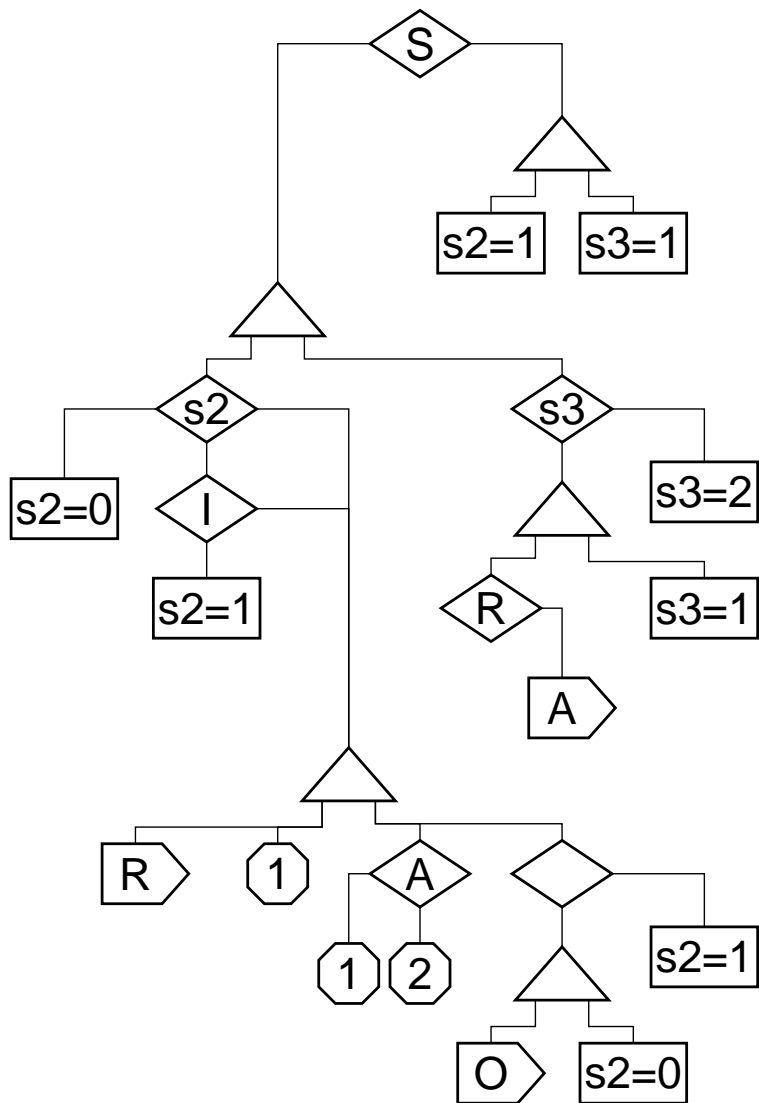 S
s2=1 s3=1
s2 s3
s2=0 I s3=2
s2=1 R s3=1
A
R 1 A
1 2 s2=1
O s2=0